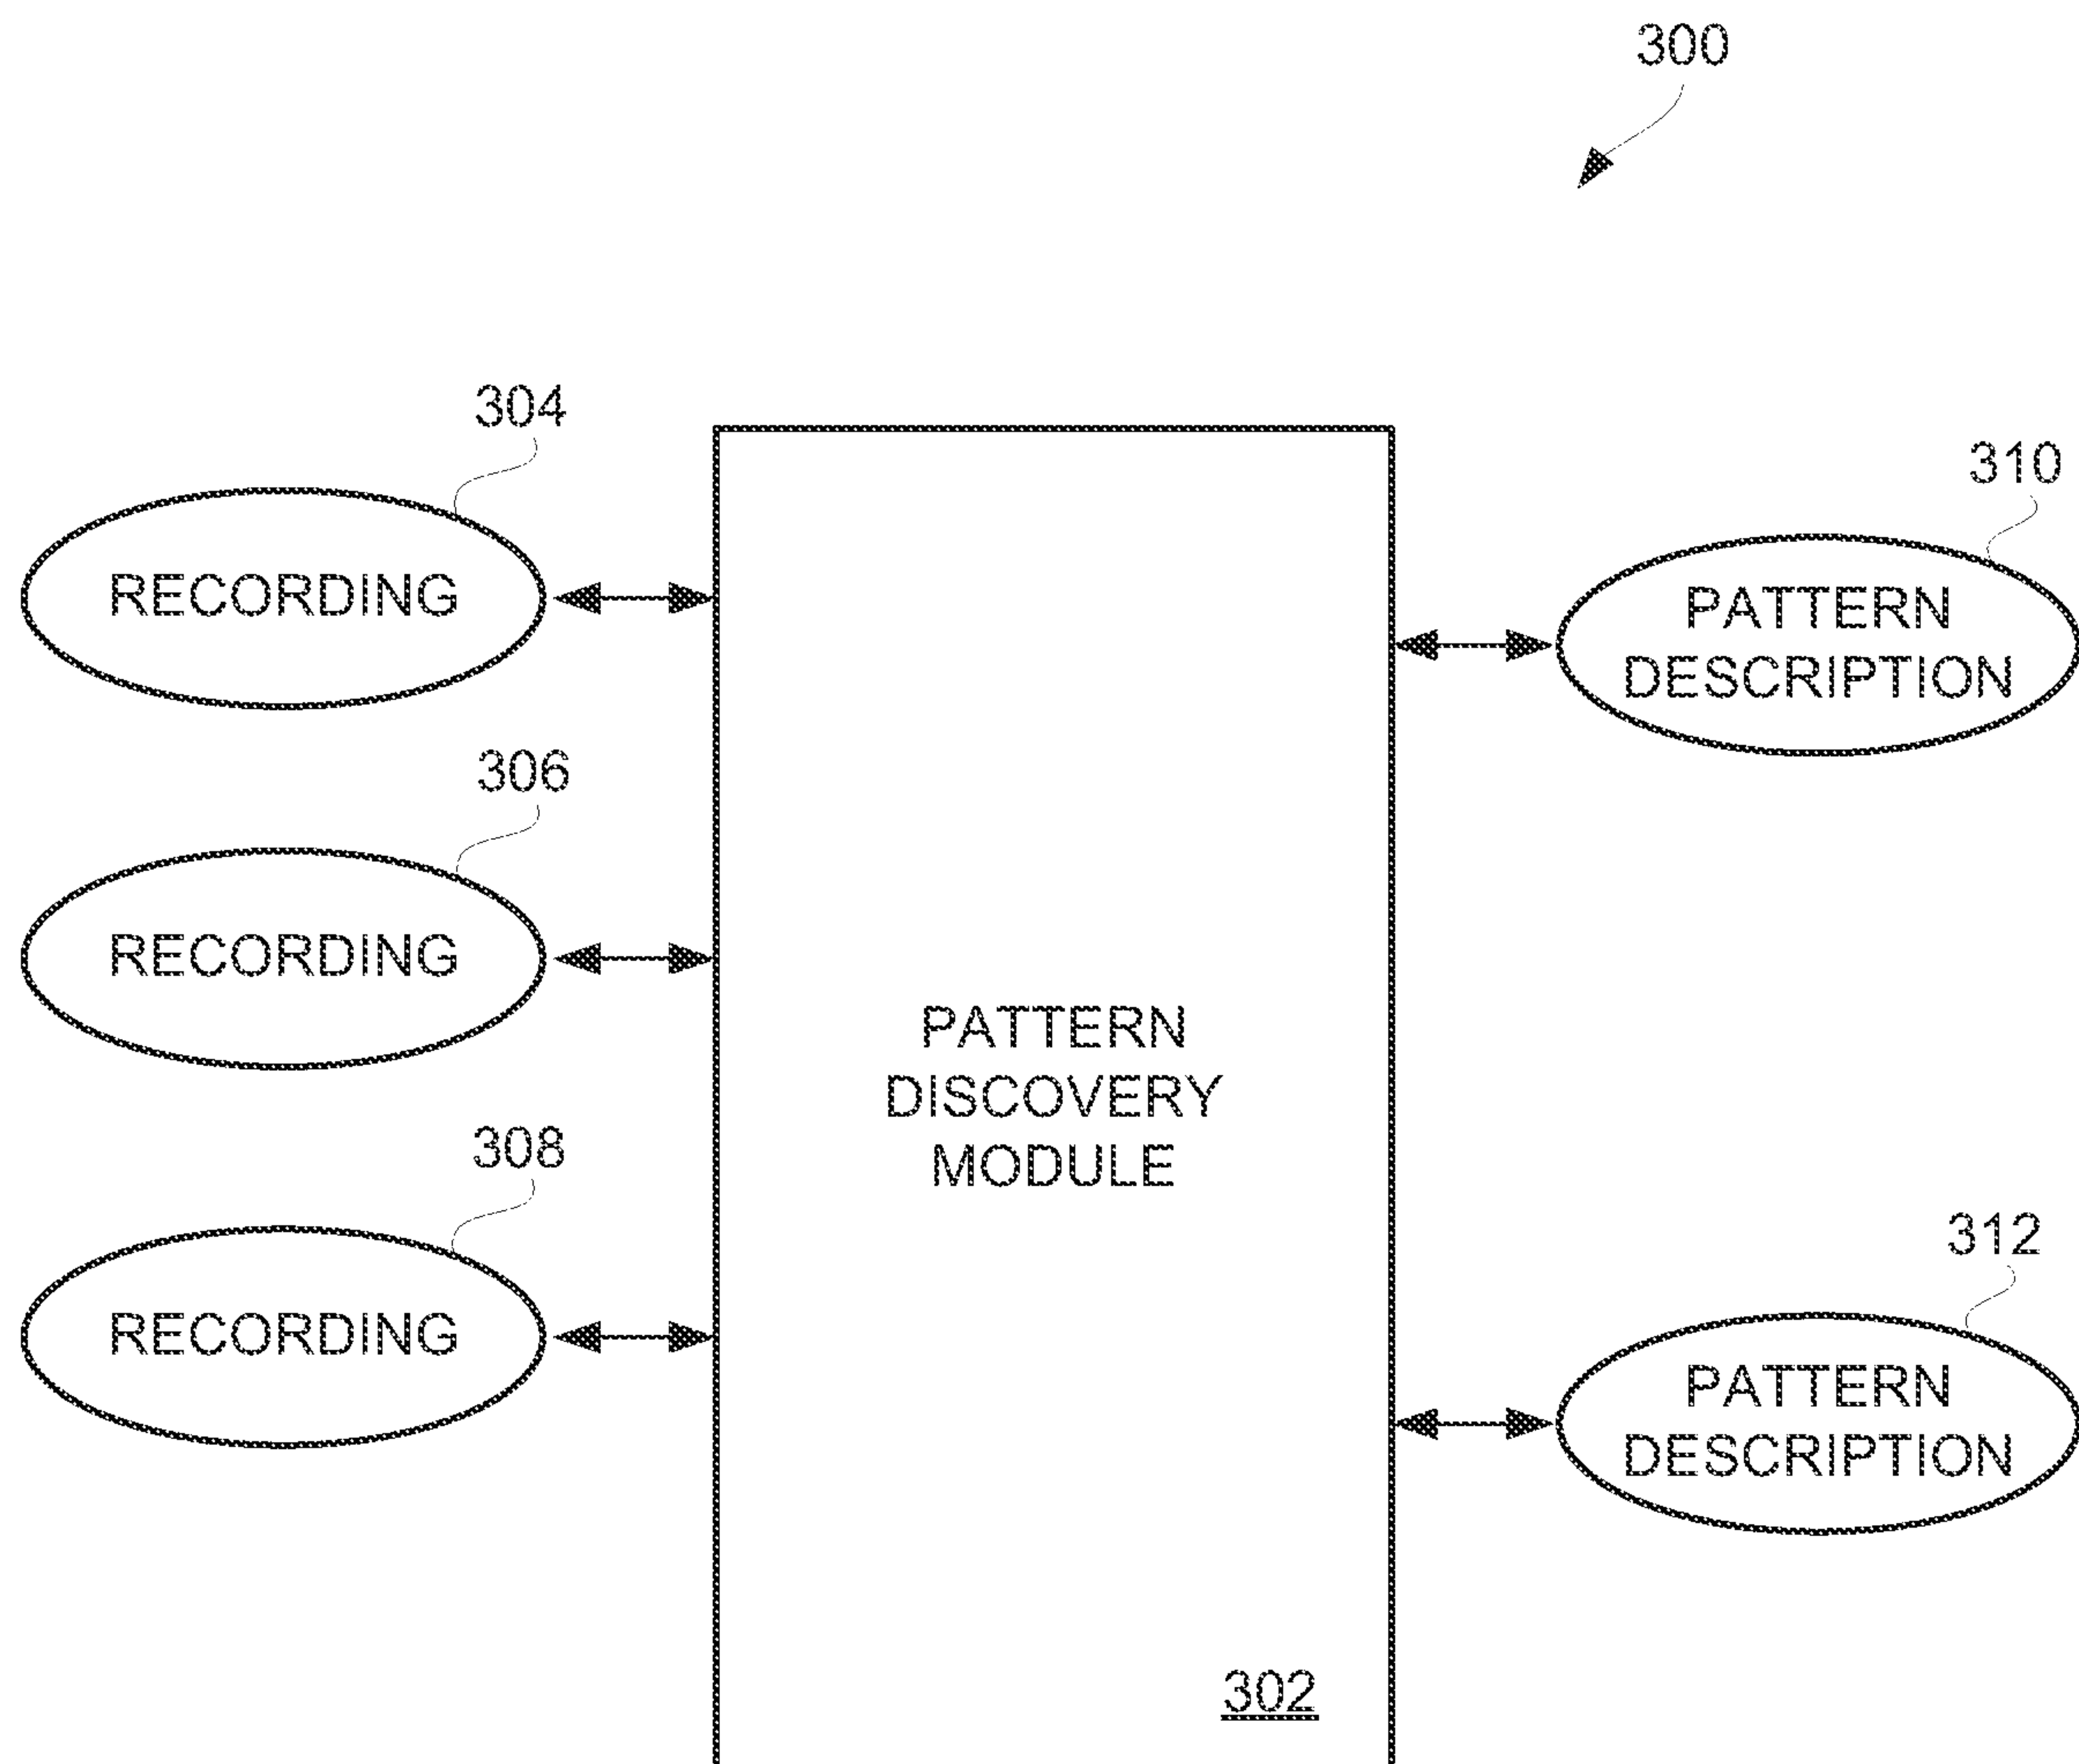 300
304
RECORDING
310
PATTERN
DESCRIPTION
306
RECORDING
PATTERN
DISCOVERY
MODULE
308
RECORDING
312
PATTERN
DESCRIPTION
302